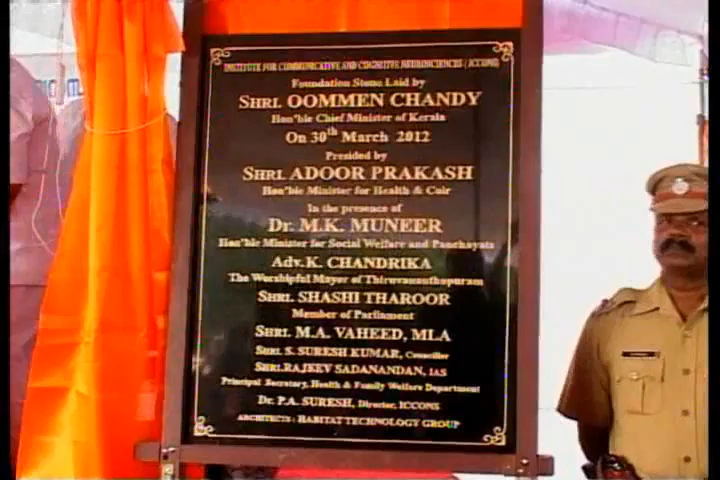 INSTITUTE FOR COMMUNICATIVE AND COGNITIVE NEUROSCIENCES ( ICCONS)
Foundation Stone Laid by
SHRI. OOMMEN CHANDY
Hon'ble Chief Minister of Kerala
On 30th March 2012
Presided by
SHRI. ADOOR PRAKASH
Hon'ble Minister for Health & Coir
In the presence of
Dr. M.K. MUNEER
Hon'ble Minister for Social Welfare and Panchayats
Adv.K. CHANDRIKA
The Worshipful Mayor of Thiruvananthapuram
SHRI. SHASHI THAROOR
Member of Parliament
SHRI. M.A. VAHEED, MLA
SHRI. S. SURESH KUMAR, Councillor
SHRI.RAJEEV SADANANDAN, IAS
Principal Secretary, Health & Family Welfare Department
Dr. P.A. SURESH, Director, ICCONS
ARCHITECTS : HABITAT TECHNOLOGY GROUP